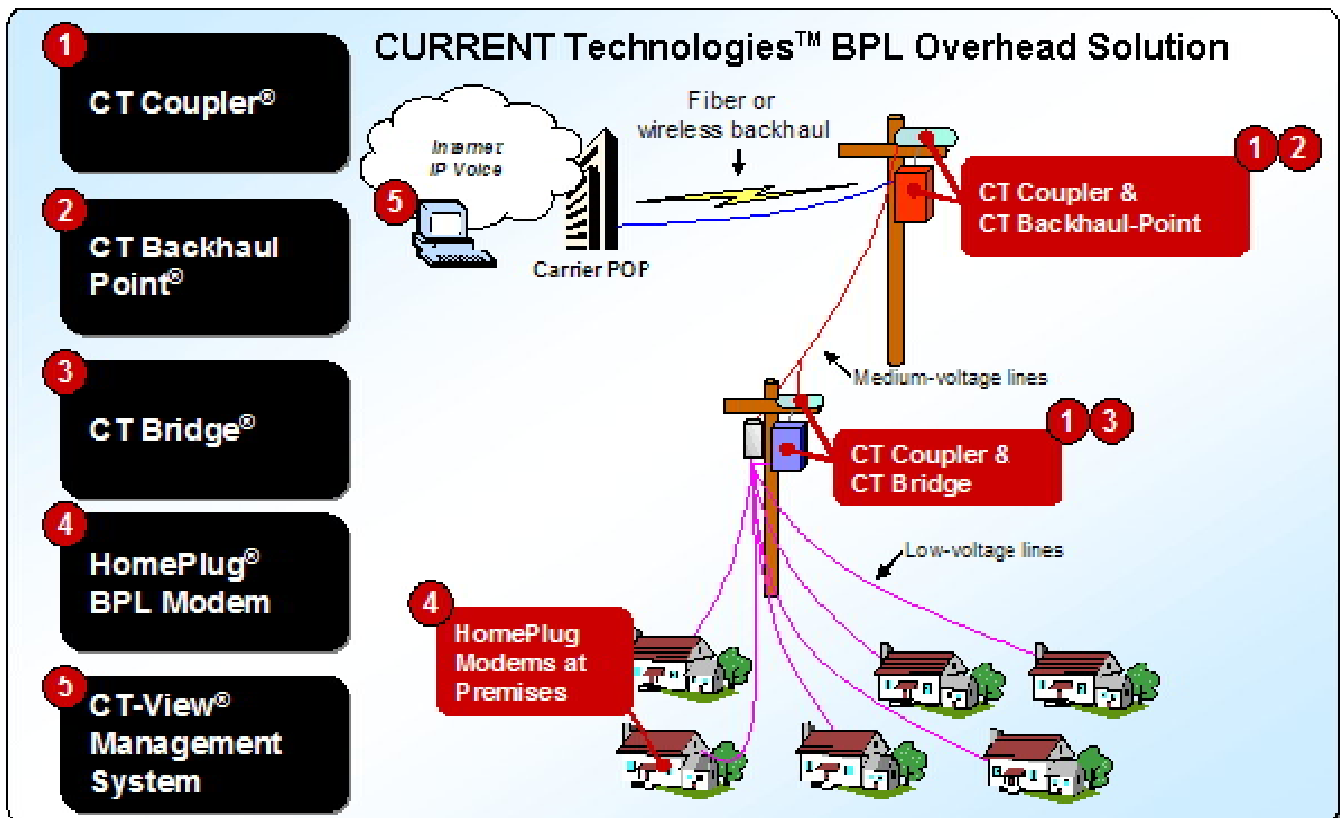 CURRENT Technologies™ BPL Overhead Solution
1
CT Coupler®
2
CT Backhaul
Point®
3
CT Bridge®
4
HomePlug®
BPL Modem
5
CT-View®
Management
System
Internet
IP Voice
5
Carrier POP
Fiber or
wireless backhaul
1 2
CT Coupler &
CT Backhaul-Point
Medium-voltage lines
1 3
CT Coupler &
CT Bridge
Low-voltage lines
4
HomePlug
Modems at
Premises